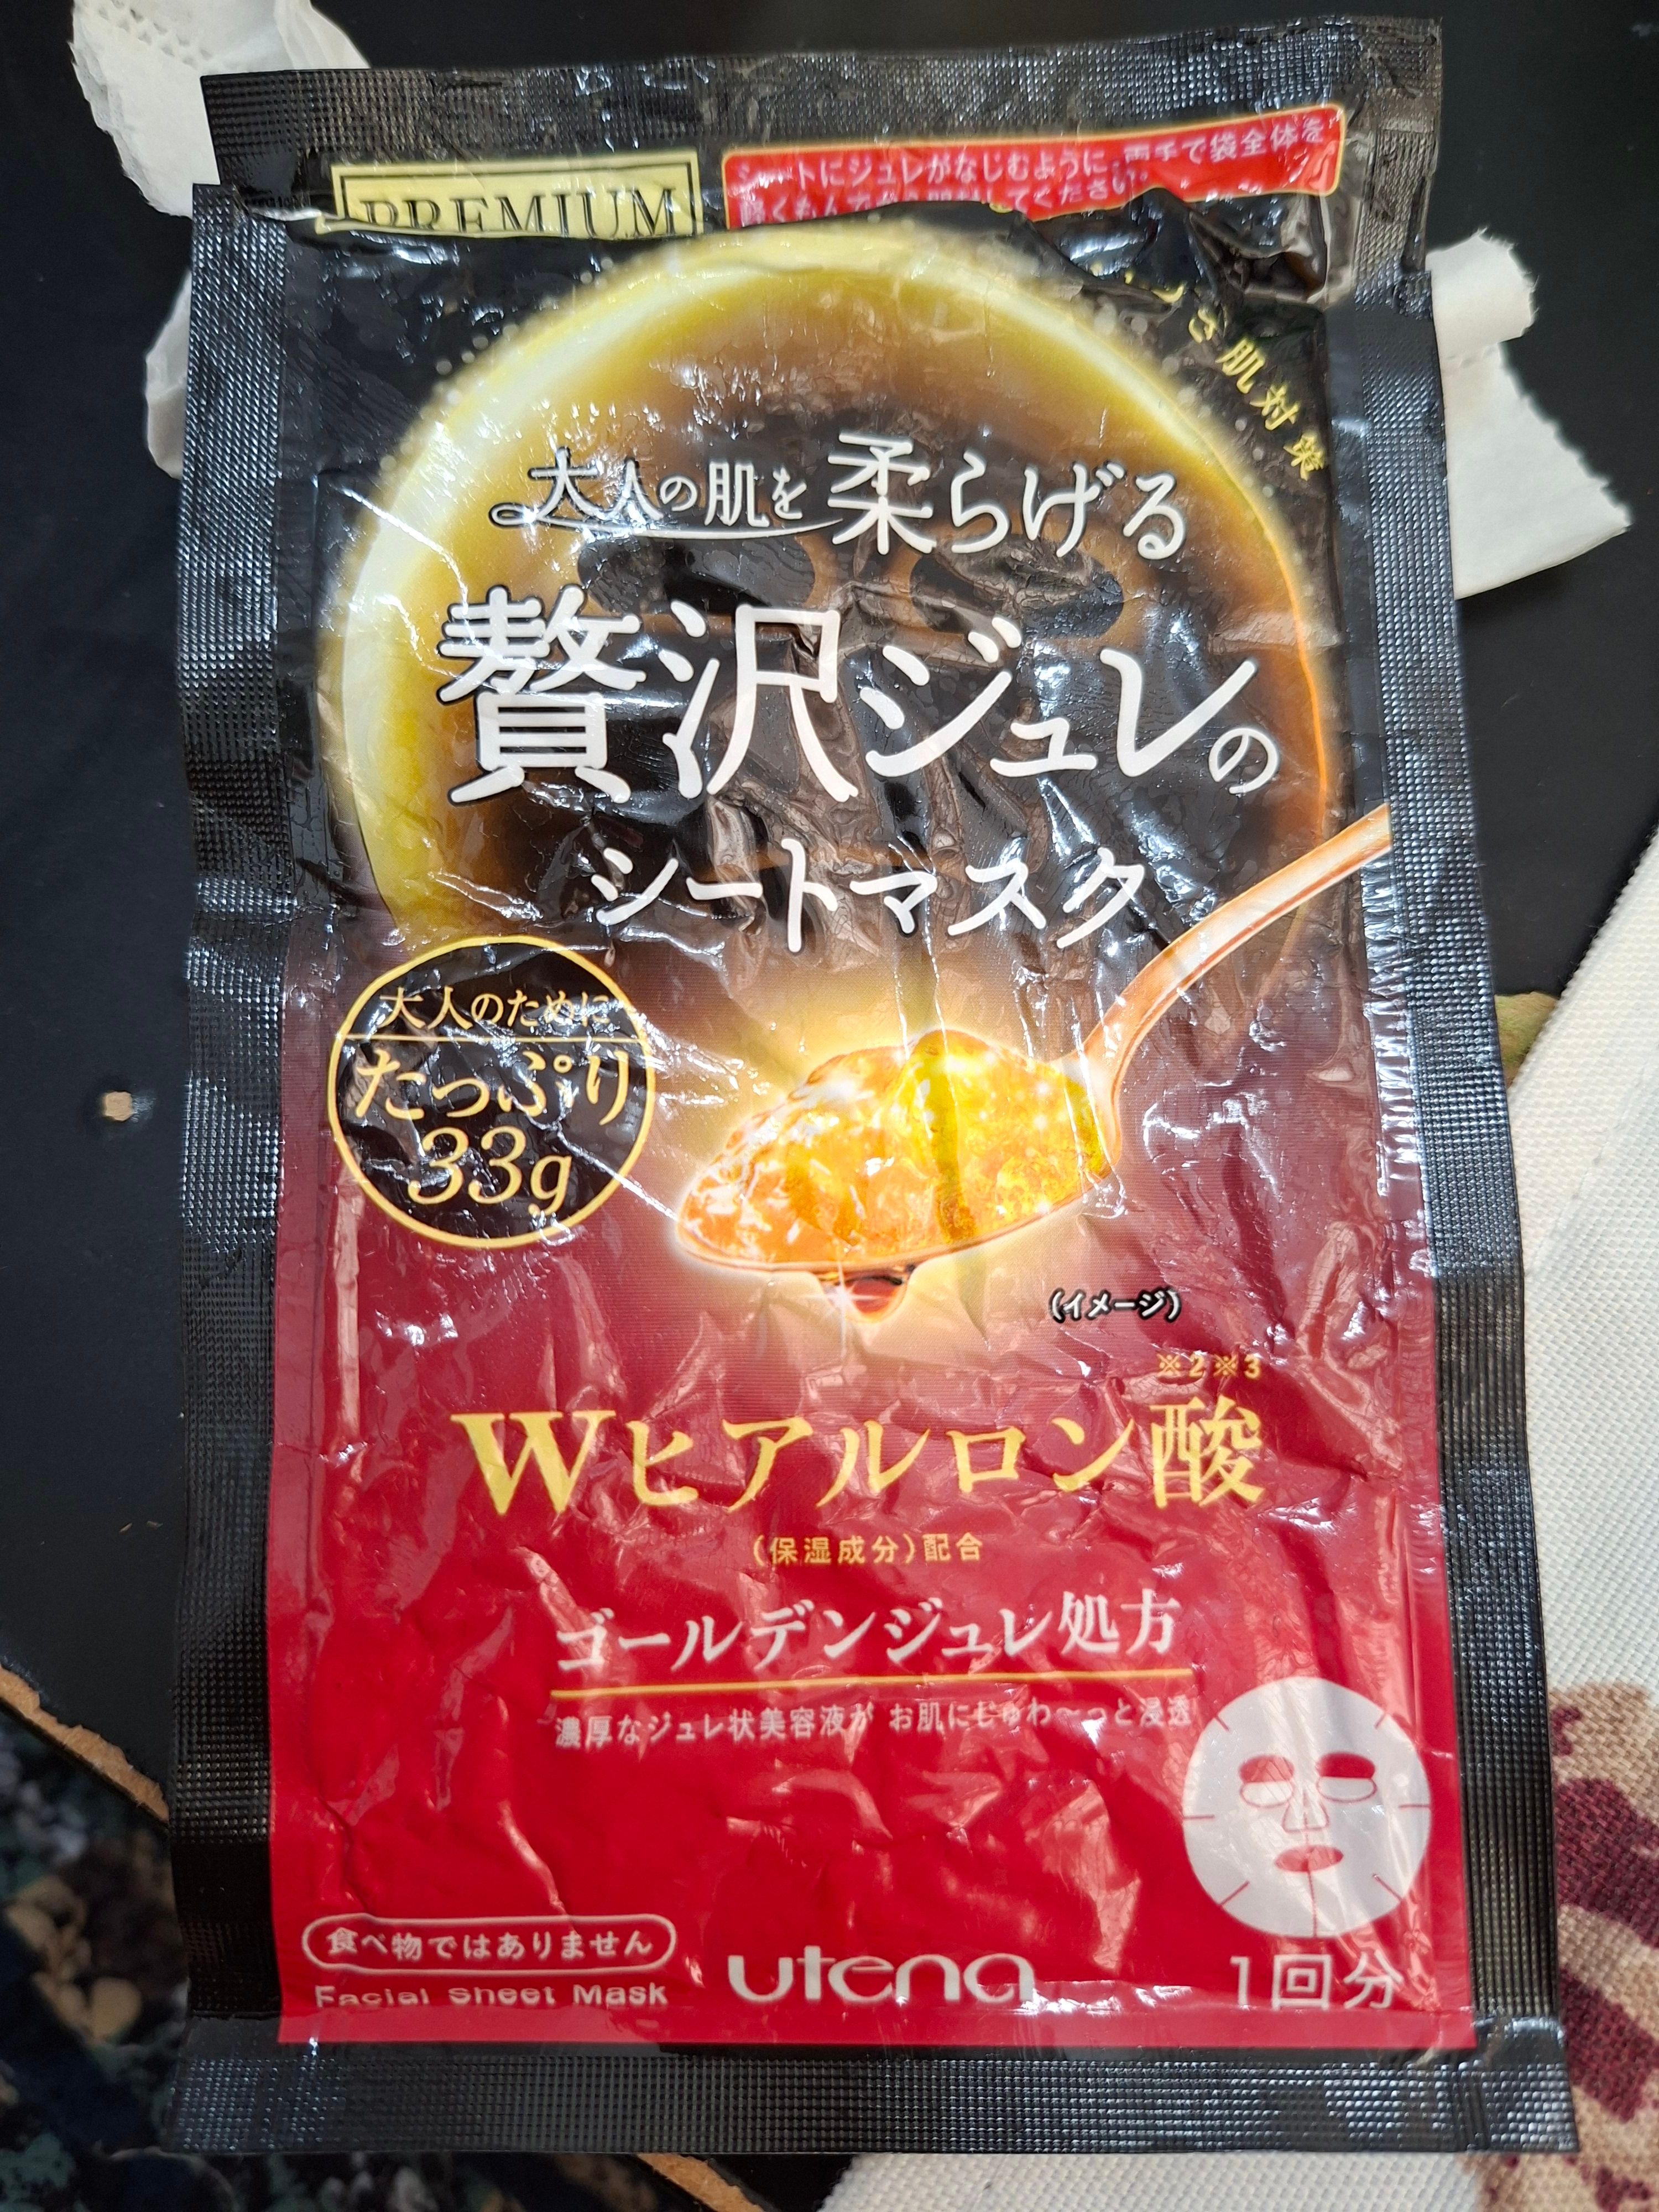 PREMIUM
シートにジュレがなじむように、両手で袋全体を
軽くもんでから開封してください。
さ肌対策
大人の肌を柔らげる
贅沢ジュレの
シートマスク
大人のために
たっぷり
33g
(イメージ)
※2※3
Wヒアルロン酸
(保湿成分)配合
ゴールデンジュレ処方
濃厚なジュレ状美容液が お肌にじゅわ〜っと浸透
食べ物ではありません
Facial Sheet Mask
utena
1回分